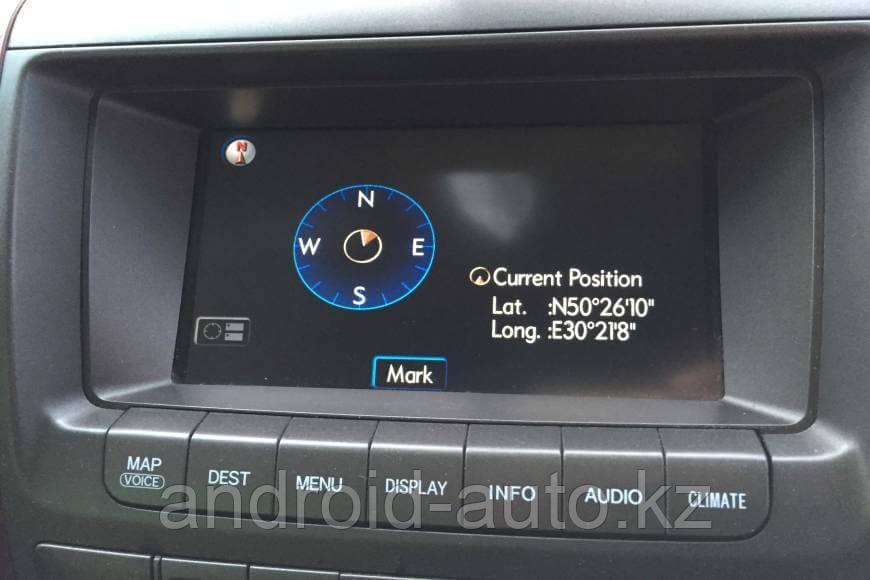 N
N
W
E
S
Current Position
Lat. :N50°26'10"
Long. :E30°21'8"
Mark
MAP
VOICE
DEST
MENU
DISPLAY
INFO
AUDIO
CLIMATE
android-auto.kz